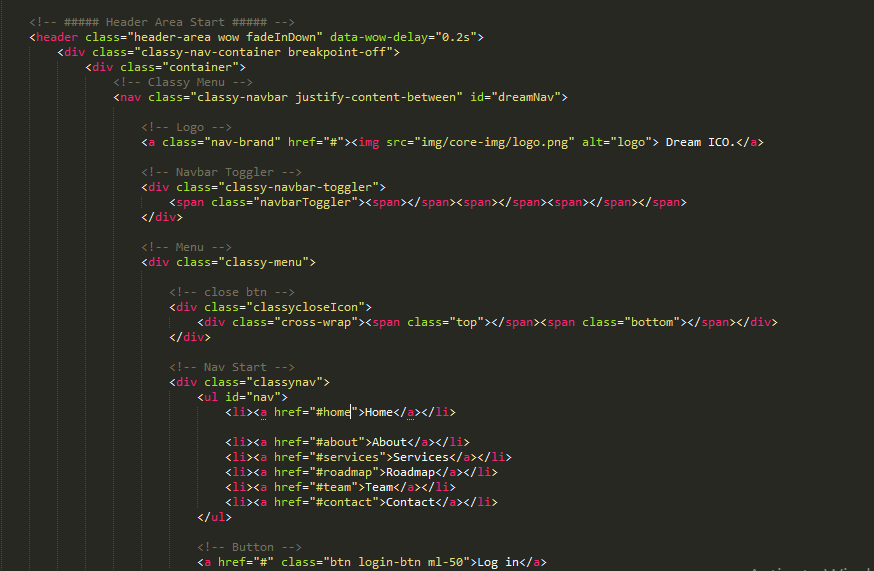 <!-- ##### Header Area Start ##### -->
<header class="header-area wow fadeInDown" data-wow-delay="0.2s">
<div class="classy-nav-container breakpoint-off">
<div class="container">
<!-- Classy Menu -->
<nav class="classy-navbar justify-content-between" id="dreamNav">
<!-- Logo -->
<a class="nav-brand" href="#"><img src="img/core-img/logo.png" alt="logo"> Dream ICO.</a>
<!-- Navbar Toggler -->
<div class="classy-navbar-toggler">
<span class="navbarToggler"><span></span><span></span><span></span></span>
</div>
<!-- Menu -->
<div class="classy-menu">
<!-- close btn -->
<div class="classycloseIcon">
<div class="cross-wrap"><span class="top"></span><span class="bottom"></span></div>
</div>
<!-- Nav Start -->
<div class="classynav">
<ul id="nav">
<li><a href="#home">Home</a></li>
<li><a href="#about">About</a></li>
<li><a href="#services">Services</a></li>
<li><a href="#roadmap">Roadmap</a></li>
<li><a href="#team">Team</a></li>
<li><a href="#contact">Contact</a></li>
</ul>
<!-- Button -->
<a href="#" class="btn login-btn ml-50">Log in</a>